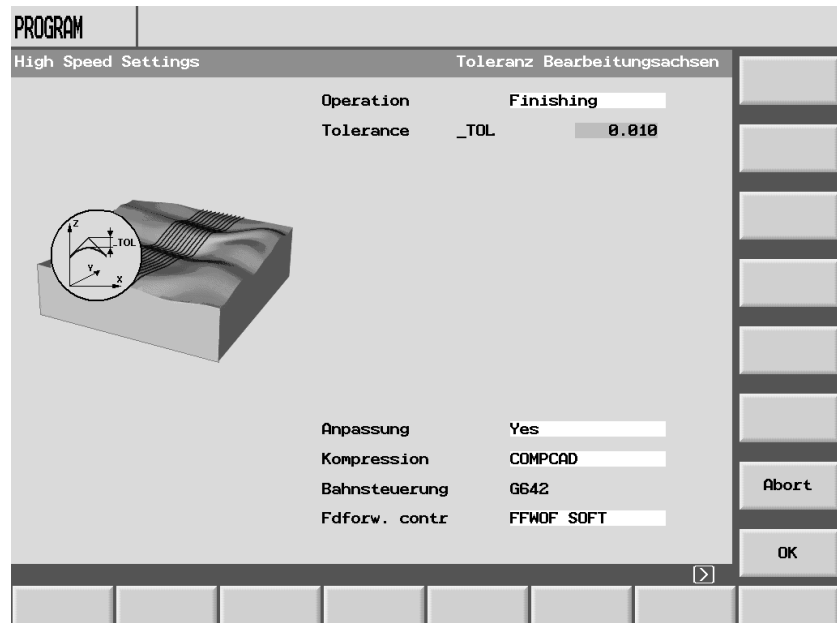 PROGRAM
High Speed Settings Toleranz Bearbeitungsachsen
Operation Finishing
Tolerance _TOL 0.010
Z
_TOL
Y
X
Anpassung Yes
Kompression COMPCAD
Bahnsteuerung G642
Fdforw. contr FFWOF SOFT
Abort
OK